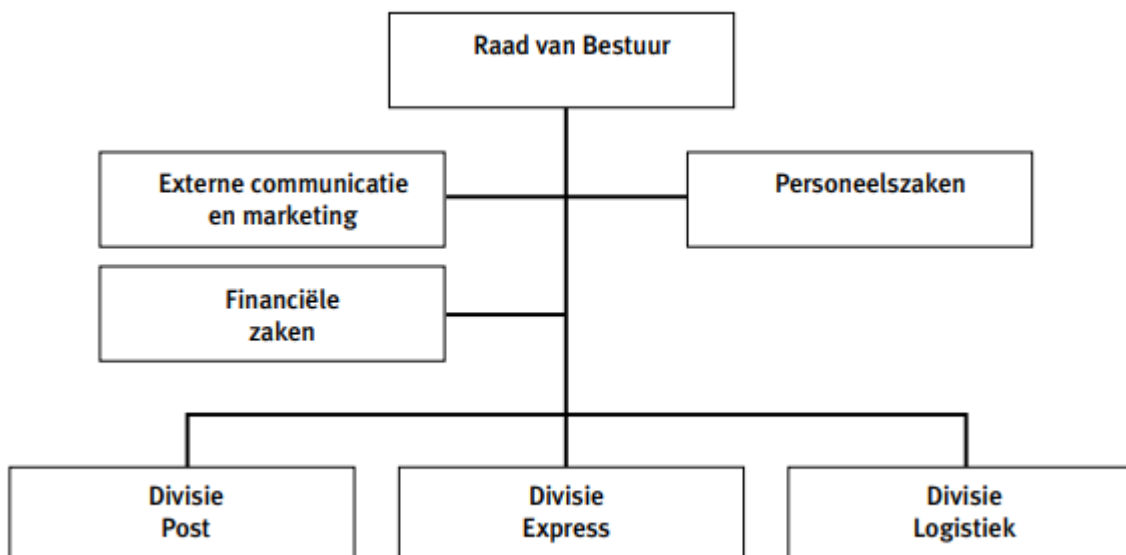 Raad van Bestuur
Externe communicatie
en marketing
Personeelszaken
Financiële
zaken
Divisie
Post
Divisie
Express
Divisie
Logistiek